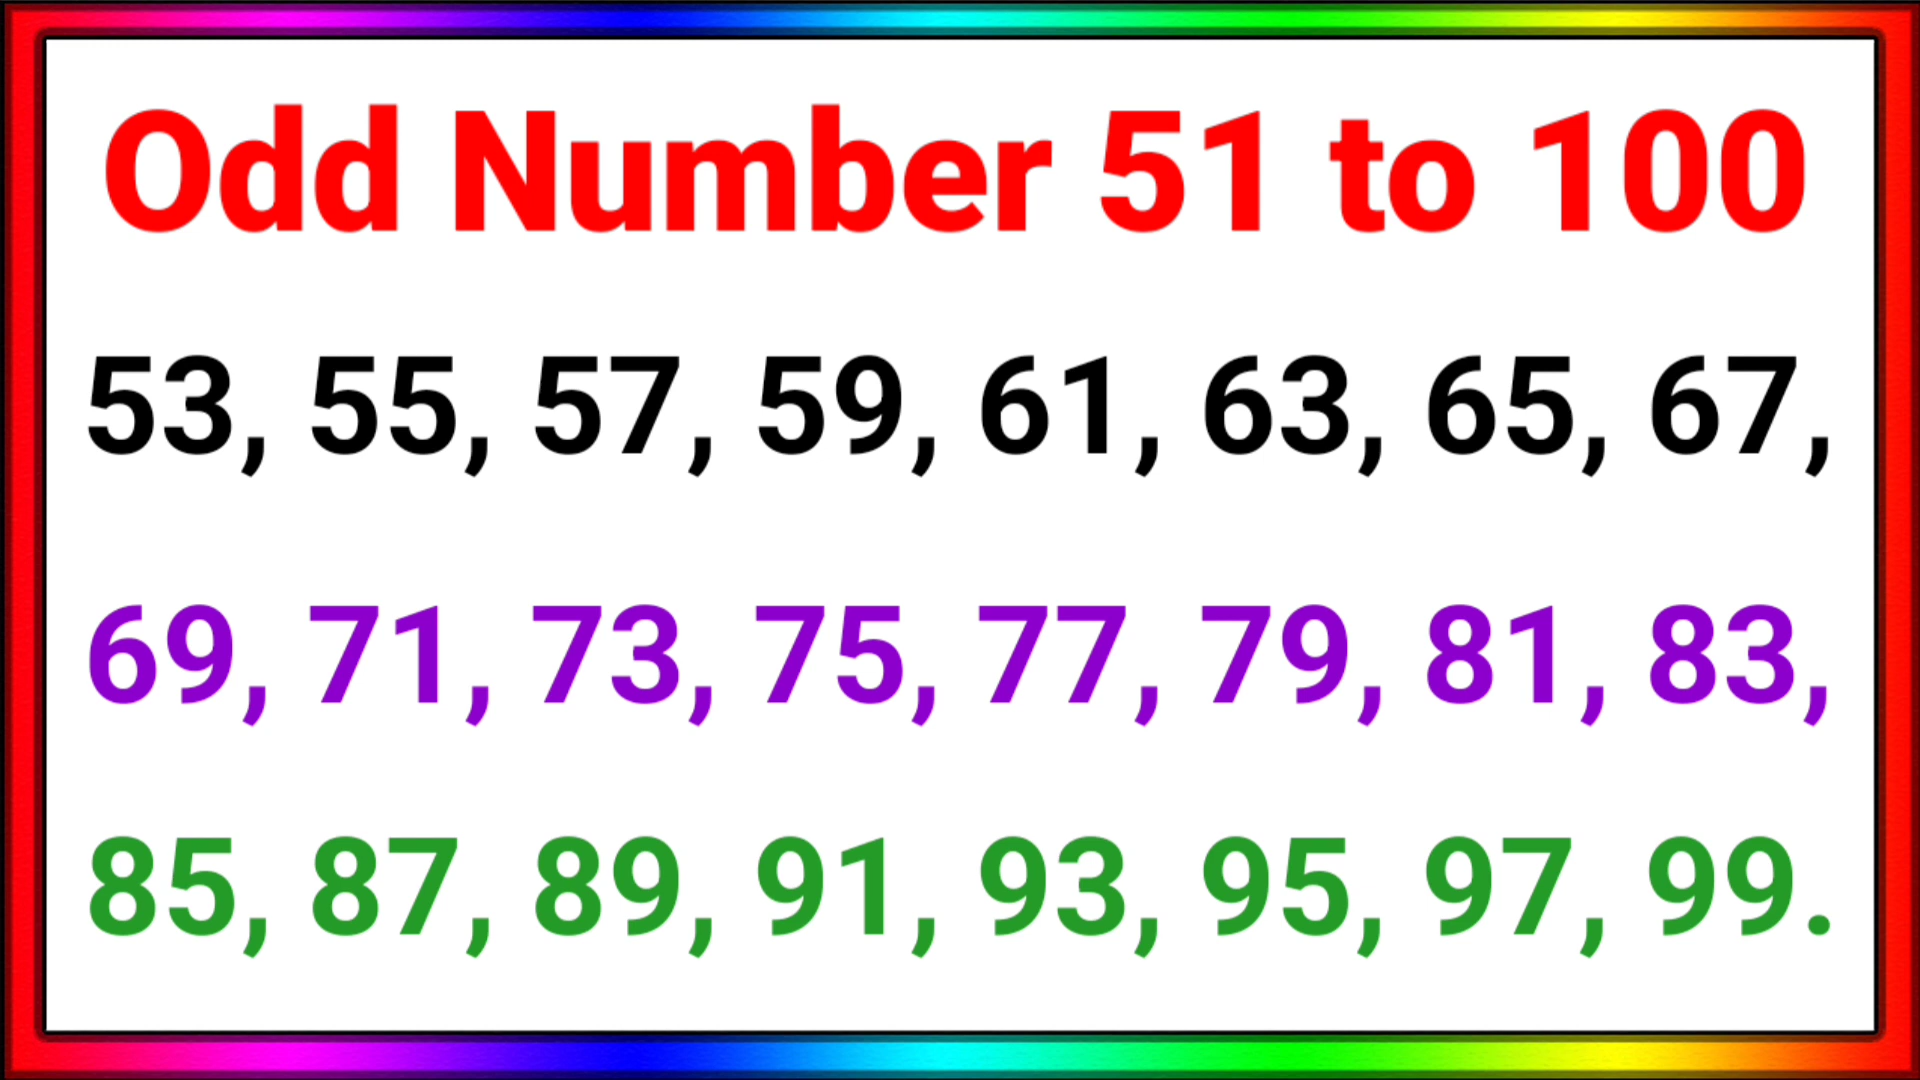 Odd Number 51 to 100
53, 55, 57, 59, 61, 63, 65, 67,
69, 71, 73, 75, 77, 79, 81, 83,
85, 87, 89, 91, 93, 95, 97, 99.